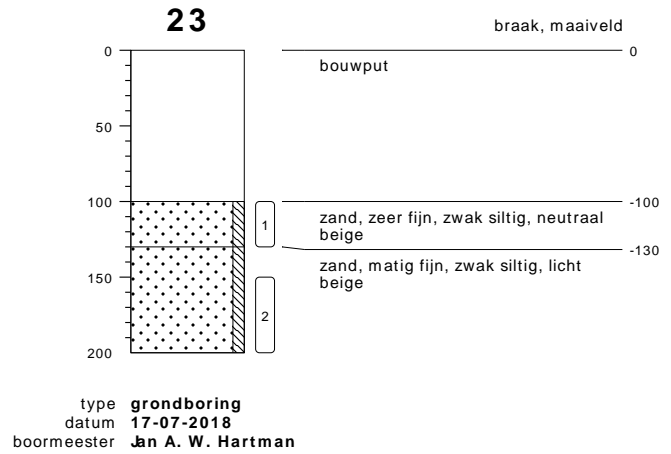 23
braak, maaiveld
0
0
bouwput
50
100
-100
1
zand, zeer fijn, zwak siltig, neutraal
beige
-130
150
zand, matig fijn, zwak siltig, licht
beige
2
200
type grondboring
datum 17-07-2018
boormeester Jan A. W. Hartman